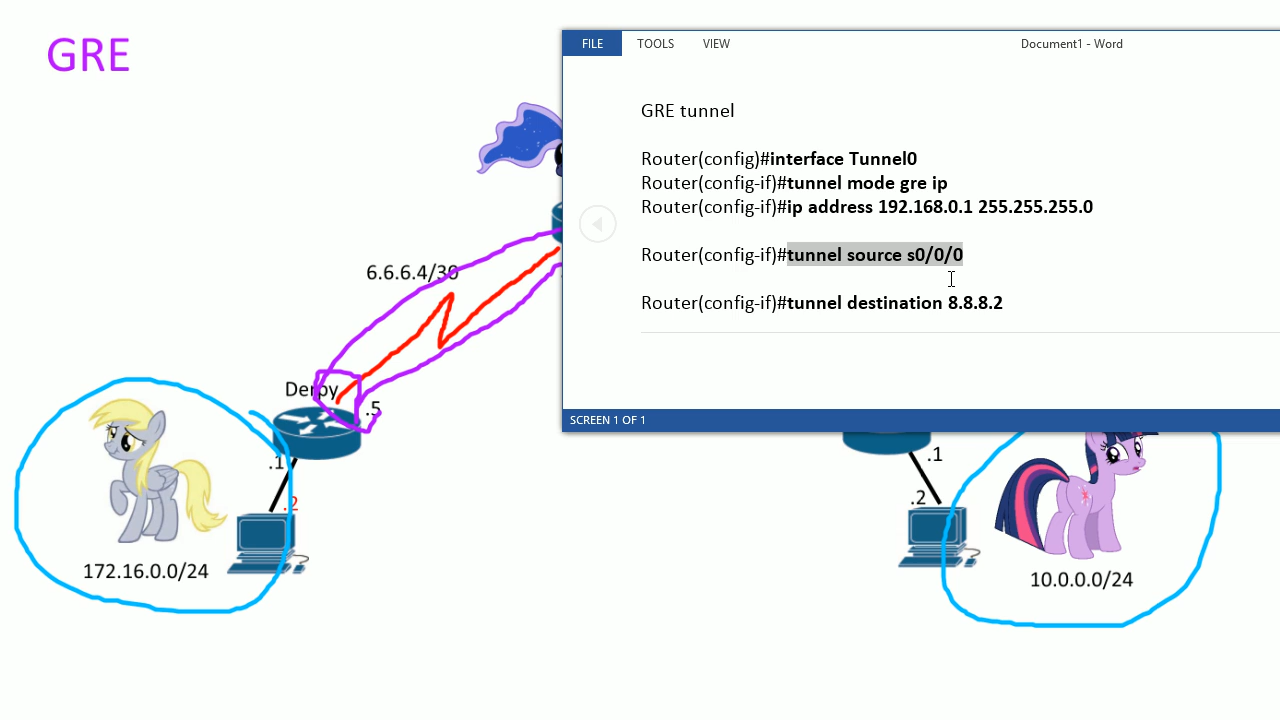 GRE
FILE TOOLS VIEW Document1 - Word
GRE tunnel
Router(config)#interface Tunnel0
Router(config-if)#tunnel mode gre ip
Router(config-if)#ip address 192.168.0.1 255.255.255.0
Router(config-if)#tunnel source s0/0/0
Router(config-if)#tunnel destination 8.8.8.2
SCREEN 1 OF 1
6.6.6.4/30
Derpy
.5
.1
.2
172.16.0.0/24
.1
.2
10.0.0.0/24